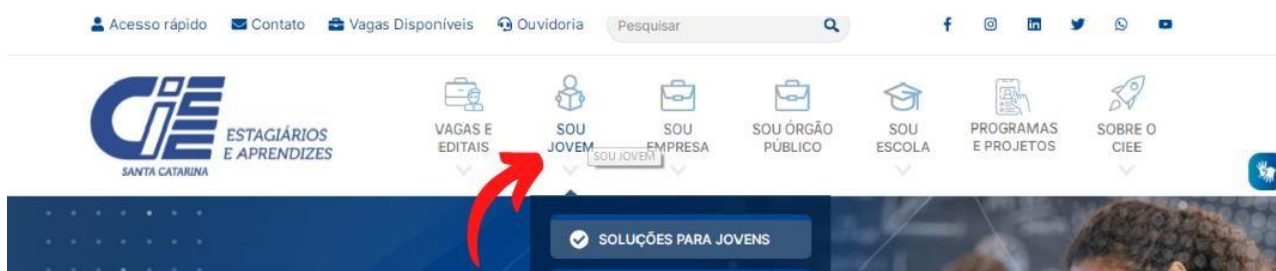 Acesso rápido Contato Vagas Disponíveis Ouvidoria Pesquisar
CIEE
ESTAGIÁRIOS
E APRENDIZES
SANTA CATARINA
VAGAS E
EDITAIS
SOU
JOVEM
SOU
EMPRESA
SOU ÓRGÃO
PÚBLICO
SOU
ESCOLA
PROGRAMAS
E PROJETOS
SOBRE O
CIEE
SOU JOVEM
SOLUÇÕES PARA JOVENS